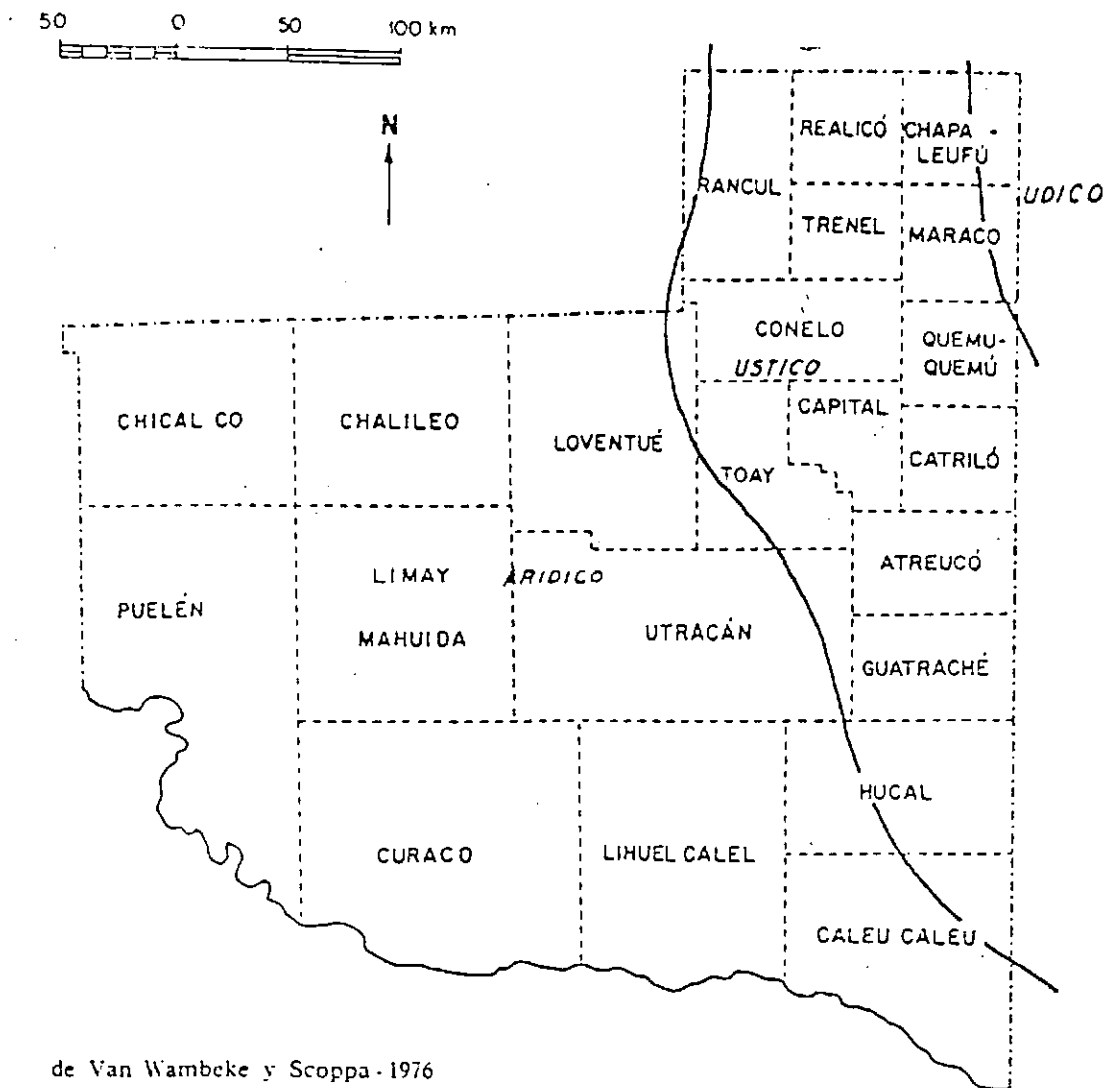 50 0 50 100 km
N
REALICÓ
CHAPA-
LEUFÚ
RANCUL
UDICO
TRENEL
MARACO
CONELO
QUEMU-
QUEMÚ
USTICO
CAPITAL
CHICAL CO
CHALILEO
LOVENTUÉ
TOAY
CATRILÓ
ATREUCÓ
LIMAY
MAHUIDA
ARIDICO
PUELÉN
UTRACÁN
GUATRACHÉ
HUCAL
CURACO
LIHUEL CALEL
CALEU CALEU
de Van Wambeke y Scoppa - 1976